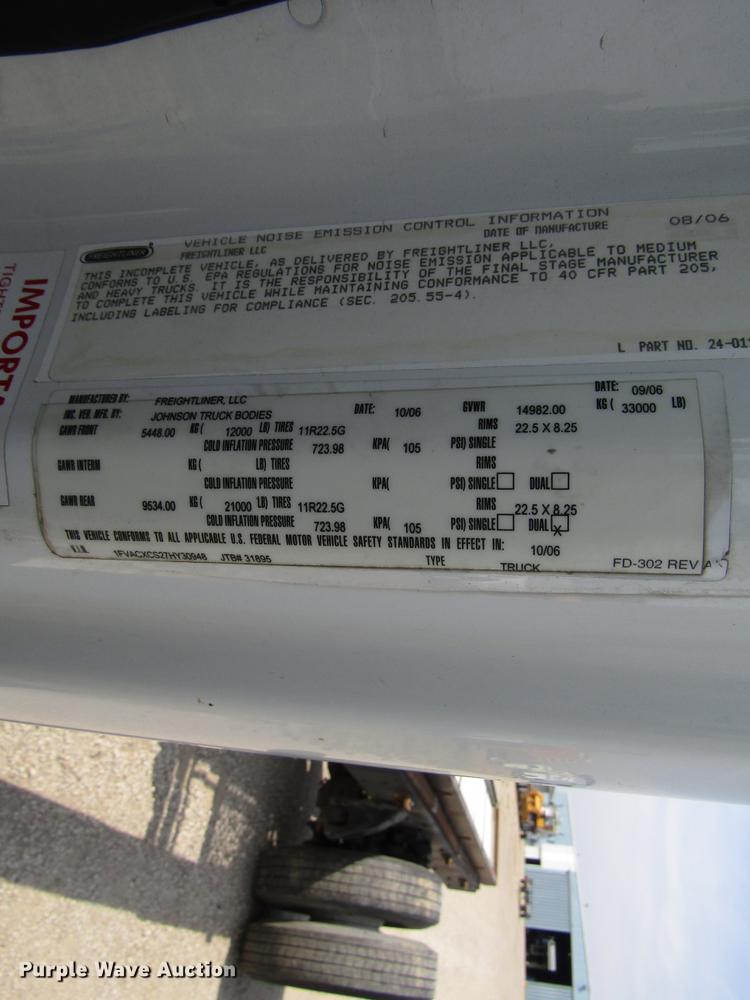 FREIGHTLINER
VEHICLE NOISE EMISSION CONTROL INFORMATION
FREIGHTLINER LLC DATE OF MANUFACTURE 08/06
THIS INCOMPLETE VEHICLE, AS DELIVERED BY FREIGHTLINER LLC,
CONFORMS TO U.S. EPA REGULATIONS FOR NOISE EMISSION APPLICABLE TO MEDIUM
AND HEAVY TRUCKS. IT IS THE RESPONSIBILITY OF THE FINAL STAGE MANUFACTURER
TO COMPLETE THIS VEHICLE WHILE MAINTAINING CONFORMANCE TO 40 CFR PART 205,
INCLUDING LABELING FOR COMPLIANCE (SEC. 205.55-4).
L PART NO.
MANUFACTURED BY: FREIGHTLINER, LLC DATE: 09/06
INC. VEH. MFG. BY: JOHNSON TRUCK BODIES DATE: 10/06 GVWR 14982.00 KG ( 33000 LB)
GAWR FRONT 5448.00 KG ( 12000 LB) TIRES 11R22.5G RIMS 22.5 X 8.25
COLD INFLATION PRESSURE 723.98 KPA( 105 PSI) SINGLE
GAWR INTERM KG ( LB) TIRES RIMS
COLD INFLATION PRESSURE KPA( PSI) SINGLE DUAL
GAWR REAR 9534.00 KG ( 21000 LB) TIRES 11R22.5G RIMS 22.5 X 8.25
COLD INFLATION PRESSURE 723.98 KPA( 105 PSI) SINGLE DUAL X
THIS VEHICLE CONFORMS TO ALL APPLICABLE U.S. FEDERAL MOTOR VEHICLE SAFETY STANDARDS IN EFFECT IN: 10/06
V.I.N. 1FVACXCS27HY30948 JTB# 31895 TYPE TRUCK FD-302 REV A
Purple Wave Auction